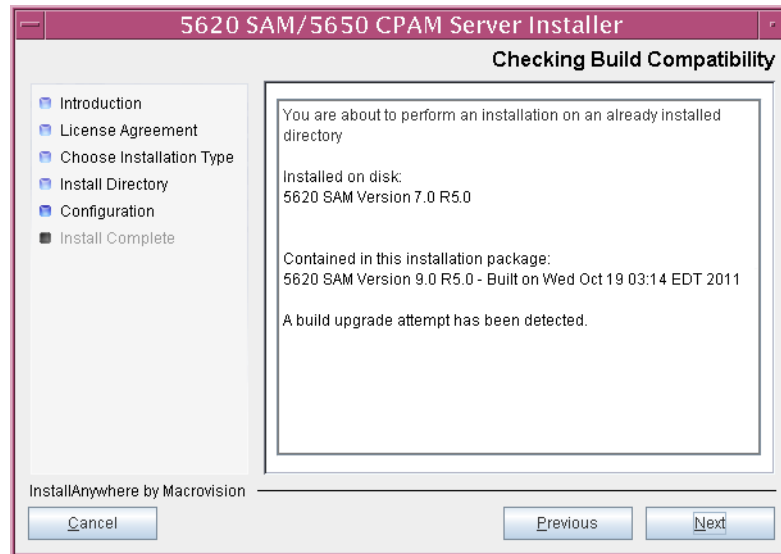 5620 SAM/5650 CPAM Server Installer
Checking Build Compatibility
Introduction
License Agreement
Choose Installation Type
Install Directory
Configuration
Install Complete
You are about to perform an installation on an already installed
directory
Installed on disk:
5620 SAM Version 7.0 R5.0
Contained in this installation package:
5620 SAM Version 9.0 R5.0 - Built on Wed Oct 19 03:14 EDT 2011
A build upgrade attempt has been detected.
InstallAnywhere by Macrovision
Cancel
Previous
Next